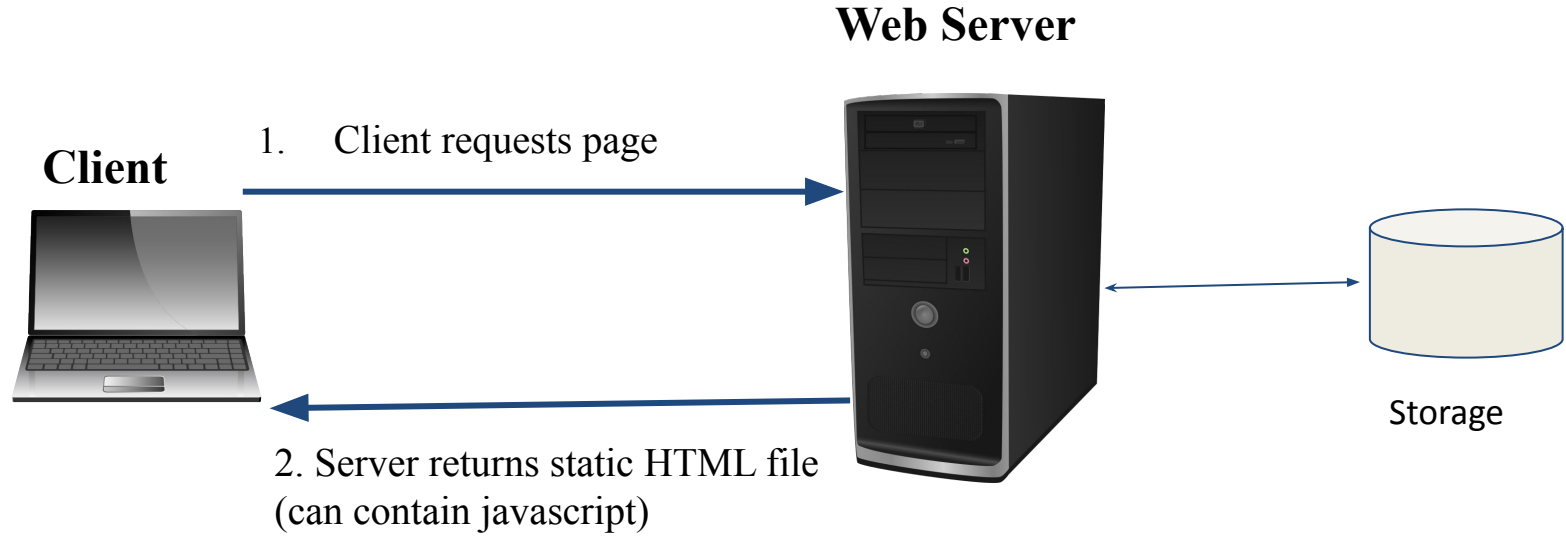 Web Server
Client
1. Client requests page
2. Server returns static HTML file
(can contain javascript)
Storage